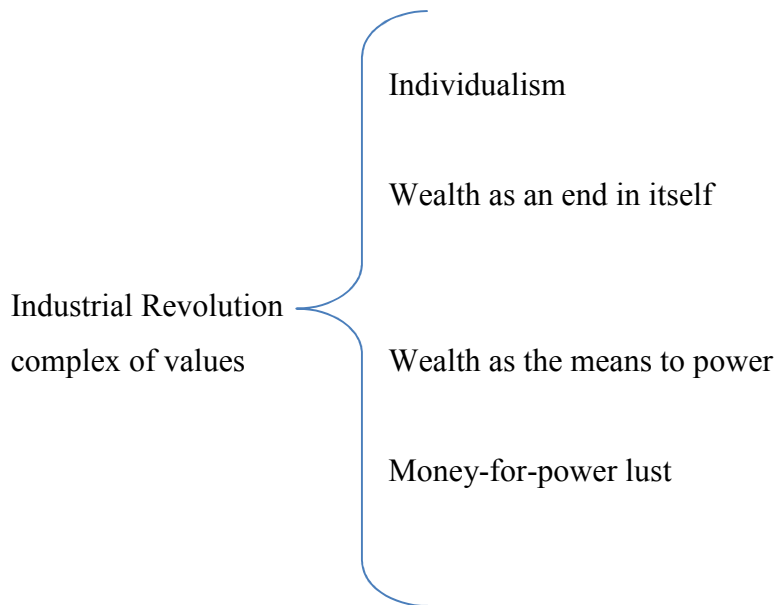 Individualism
Wealth as an end in itself
Industrial Revolution
complex of values
Wealth as the means to power
Money-for-power lust